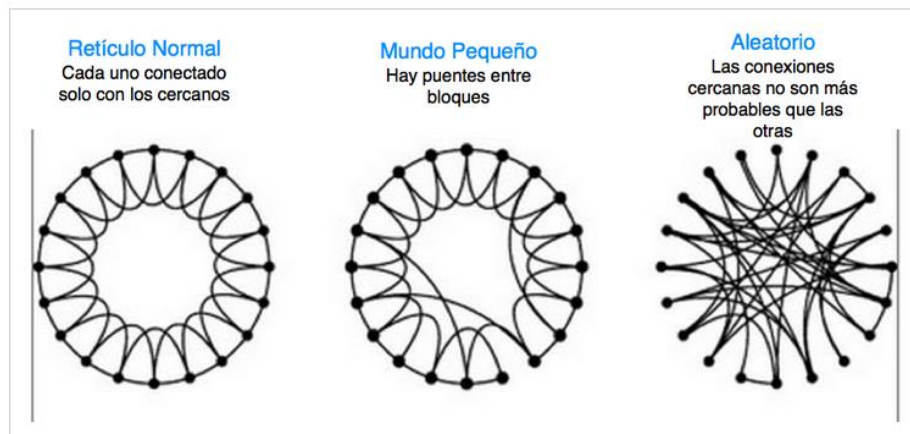 Retículo Normal
Cada uno conectado
solo con los cercanos
Mundo Pequeño
Hay puentes entre
bloques
Aleatorio
Las conexiones
cercanas no son más
probables que las
otras